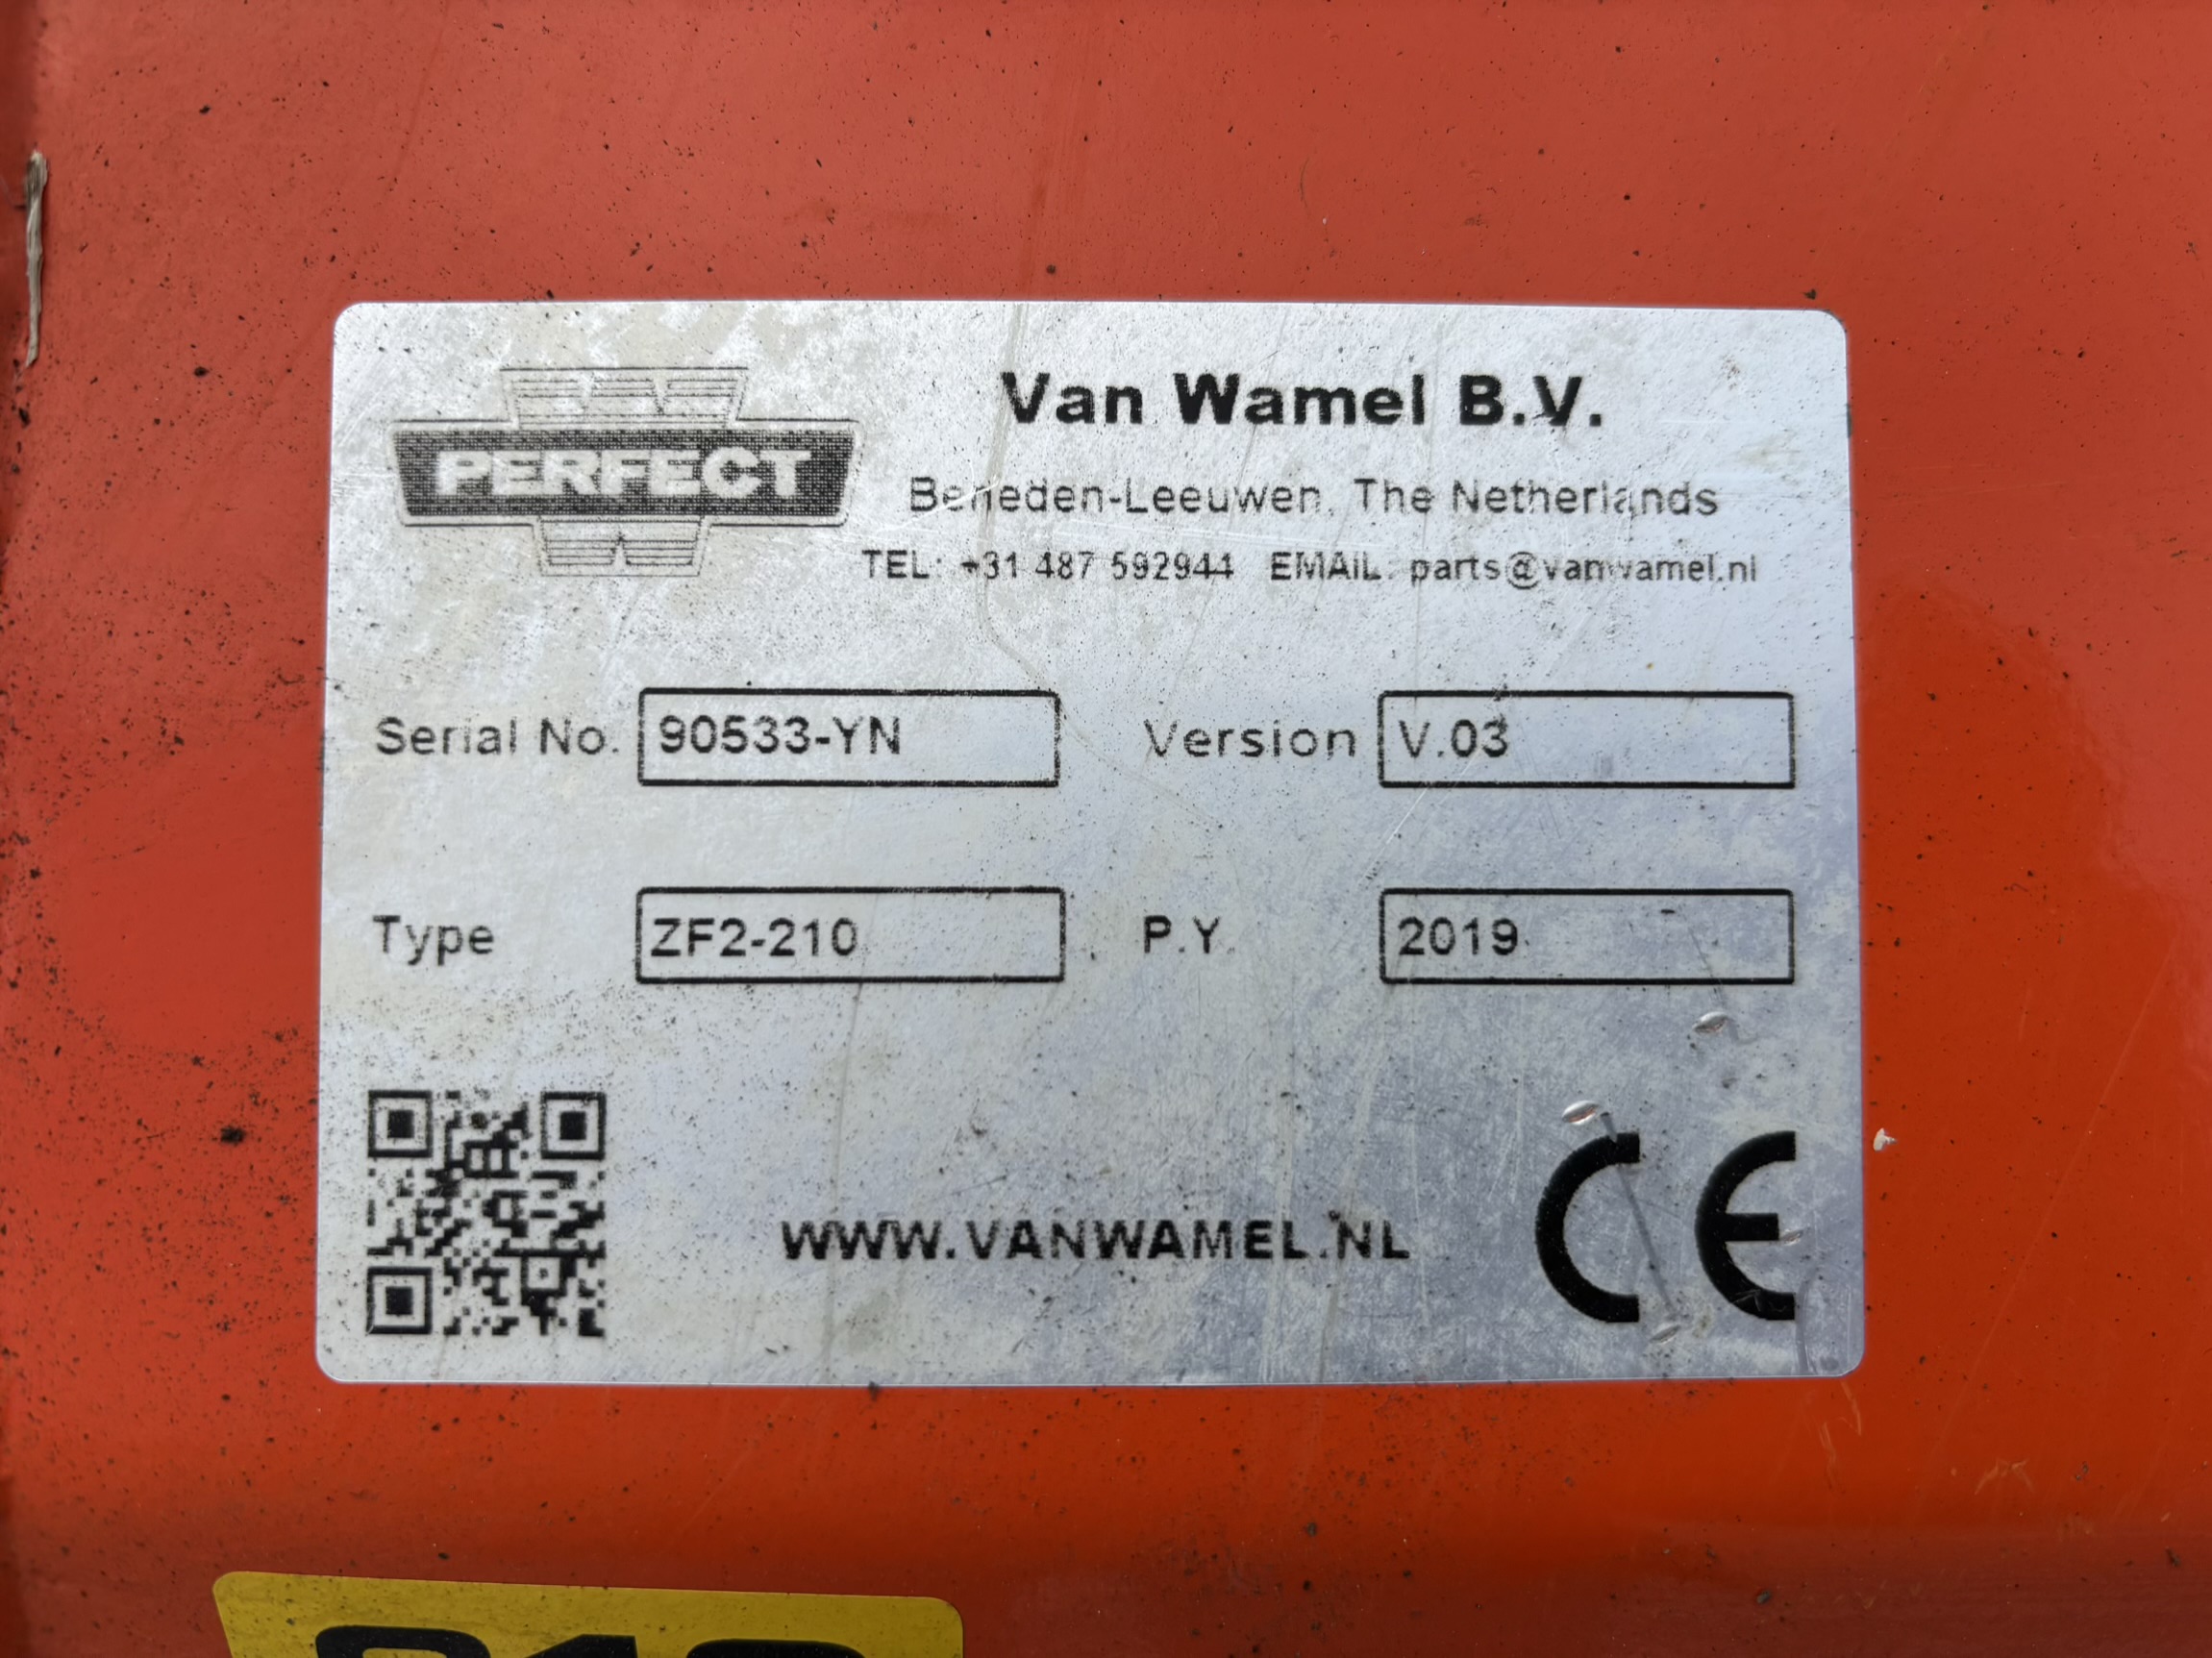 PERFECT
Van Wamel B.V.
Beneden-Leeuwen, The Netherlands
TEL: +31 487 592944 EMAIL: parts@vanwamel.nl
Serial No. 90533-YN Version V.03
Type ZF2-210 P.Y. 2019
WWW.VANWAMEL.NL CE